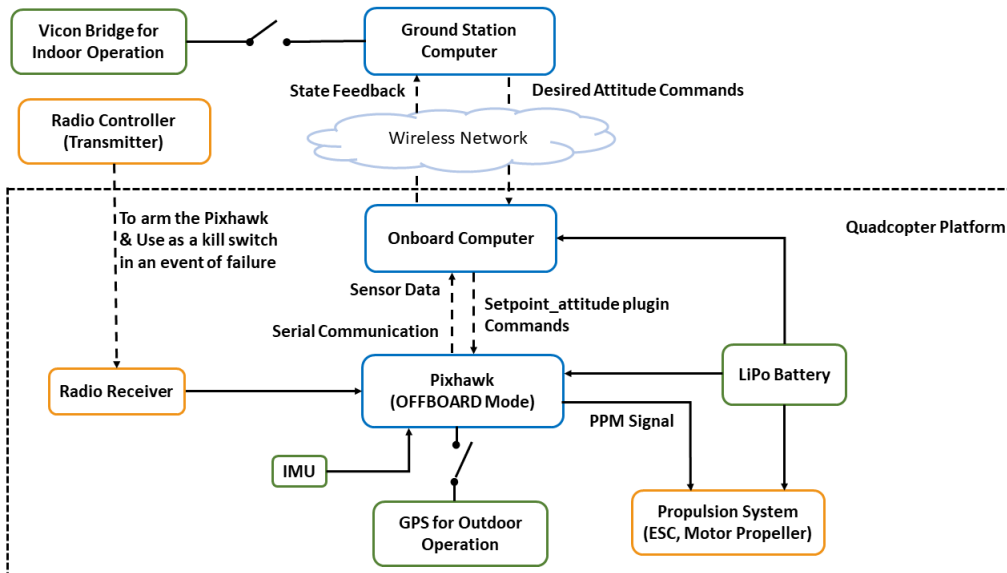 Vicon Bridge for
Indoor Operation
Ground Station
Computer
State Feedback
Desired Attitude Commands
Radio Controller
(Transmitter)
Wireless Network
To arm the Pixhawk
& Use as a kill switch
in an event of failure
Onboard Computer
Quadcopter Platform
Sensor Data
Setpoint_attitude plugin
Commands
Serial Communication
Radio Receiver
Pixhawk
(OFFBOARD Mode)
LiPo Battery
PPM Signal
IMU
GPS for Outdoor
Operation
Propulsion System
(ESC, Motor Propeller)